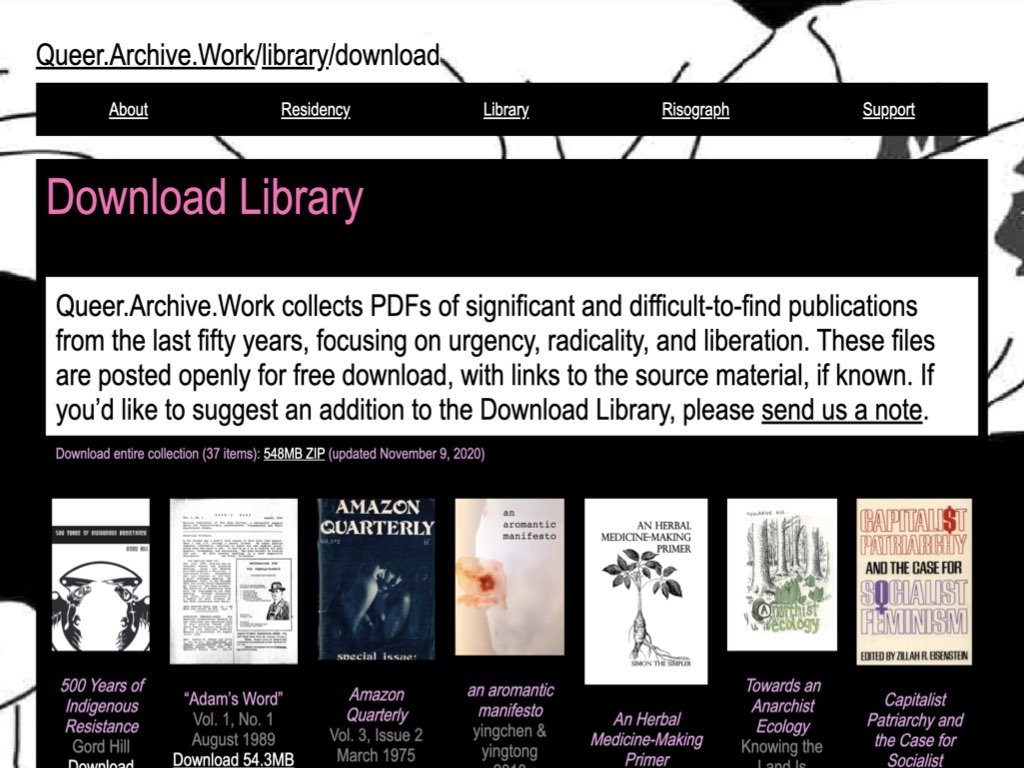 Queer.Archive.Work/library/download
About Residency Library Risograph Support
Download Library
Queer.Archive.Work collects PDFs of significant and difficult-to-find publications
from the last fifty years, focusing on urgency, radicality, and liberation. These files
are posted openly for free download, with links to the source material, if known. If
you’d like to suggest an addition to the Download Library, please send us a note.
Download entire collection (37 items): 548MB ZIP (updated November 9, 2020)
500 YEARS OF INDIGENOUS RESISTANCE
GORD HILL
500 Years of
Indigenous
Resistance
Gord Hill
Download
“Adam’s Word”
Vol. 1, No. 1
August 1989
Download 54.3MB
AMAZON
QUARTERLY
special issue:
Amazon
Quarterly
Vol. 3, Issue 2
March 1975
an
aromantic
manifesto
an aromantic
manifesto
yingchen &
yingtong
2018
AN HERBAL
MEDICINE-MAKING
PRIMER
SIMON THE SIMPLER
An Herbal
Medicine-Making
Primer
TOWARDS AN...
Anarchist
ecology
Towards an
Anarchist
Ecology
Knowing the
Land Is
CAPITALI$T
PATRIARCHY
AND THE CASE FOR
SOCIALIST
FEMINISM
EDITED BY ZILLAH R. EISENSTEIN
Capitalist
Patriarchy and
the Case for
Socialist